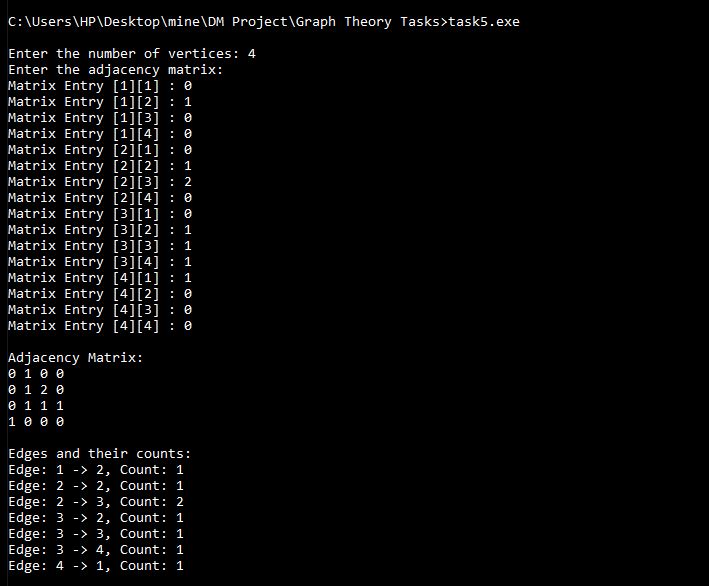 C:\Users\HP\Desktop\mine\DM Project\Graph Theory Tasks>task5.exe
Enter the number of vertices: 4
Enter the adjacency matrix:
Matrix Entry [1][1] : 0
Matrix Entry [1][2] : 1
Matrix Entry [1][3] : 0
Matrix Entry [1][4] : 0
Matrix Entry [2][1] : 0
Matrix Entry [2][2] : 1
Matrix Entry [2][3] : 2
Matrix Entry [2][4] : 0
Matrix Entry [3][1] : 0
Matrix Entry [3][2] : 1
Matrix Entry [3][3] : 1
Matrix Entry [3][4] : 1
Matrix Entry [4][1] : 1
Matrix Entry [4][2] : 0
Matrix Entry [4][3] : 0
Matrix Entry [4][4] : 0
Adjacency Matrix:
0 1 0 0
0 1 2 0
0 1 1 1
1 0 0 0
Edges and their counts:
Edge: 1 -> 2, Count: 1
Edge: 2 -> 2, Count: 1
Edge: 2 -> 3, Count: 2
Edge: 3 -> 2, Count: 1
Edge: 3 -> 3, Count: 1
Edge: 3 -> 4, Count: 1
Edge: 4 -> 1, Count: 1